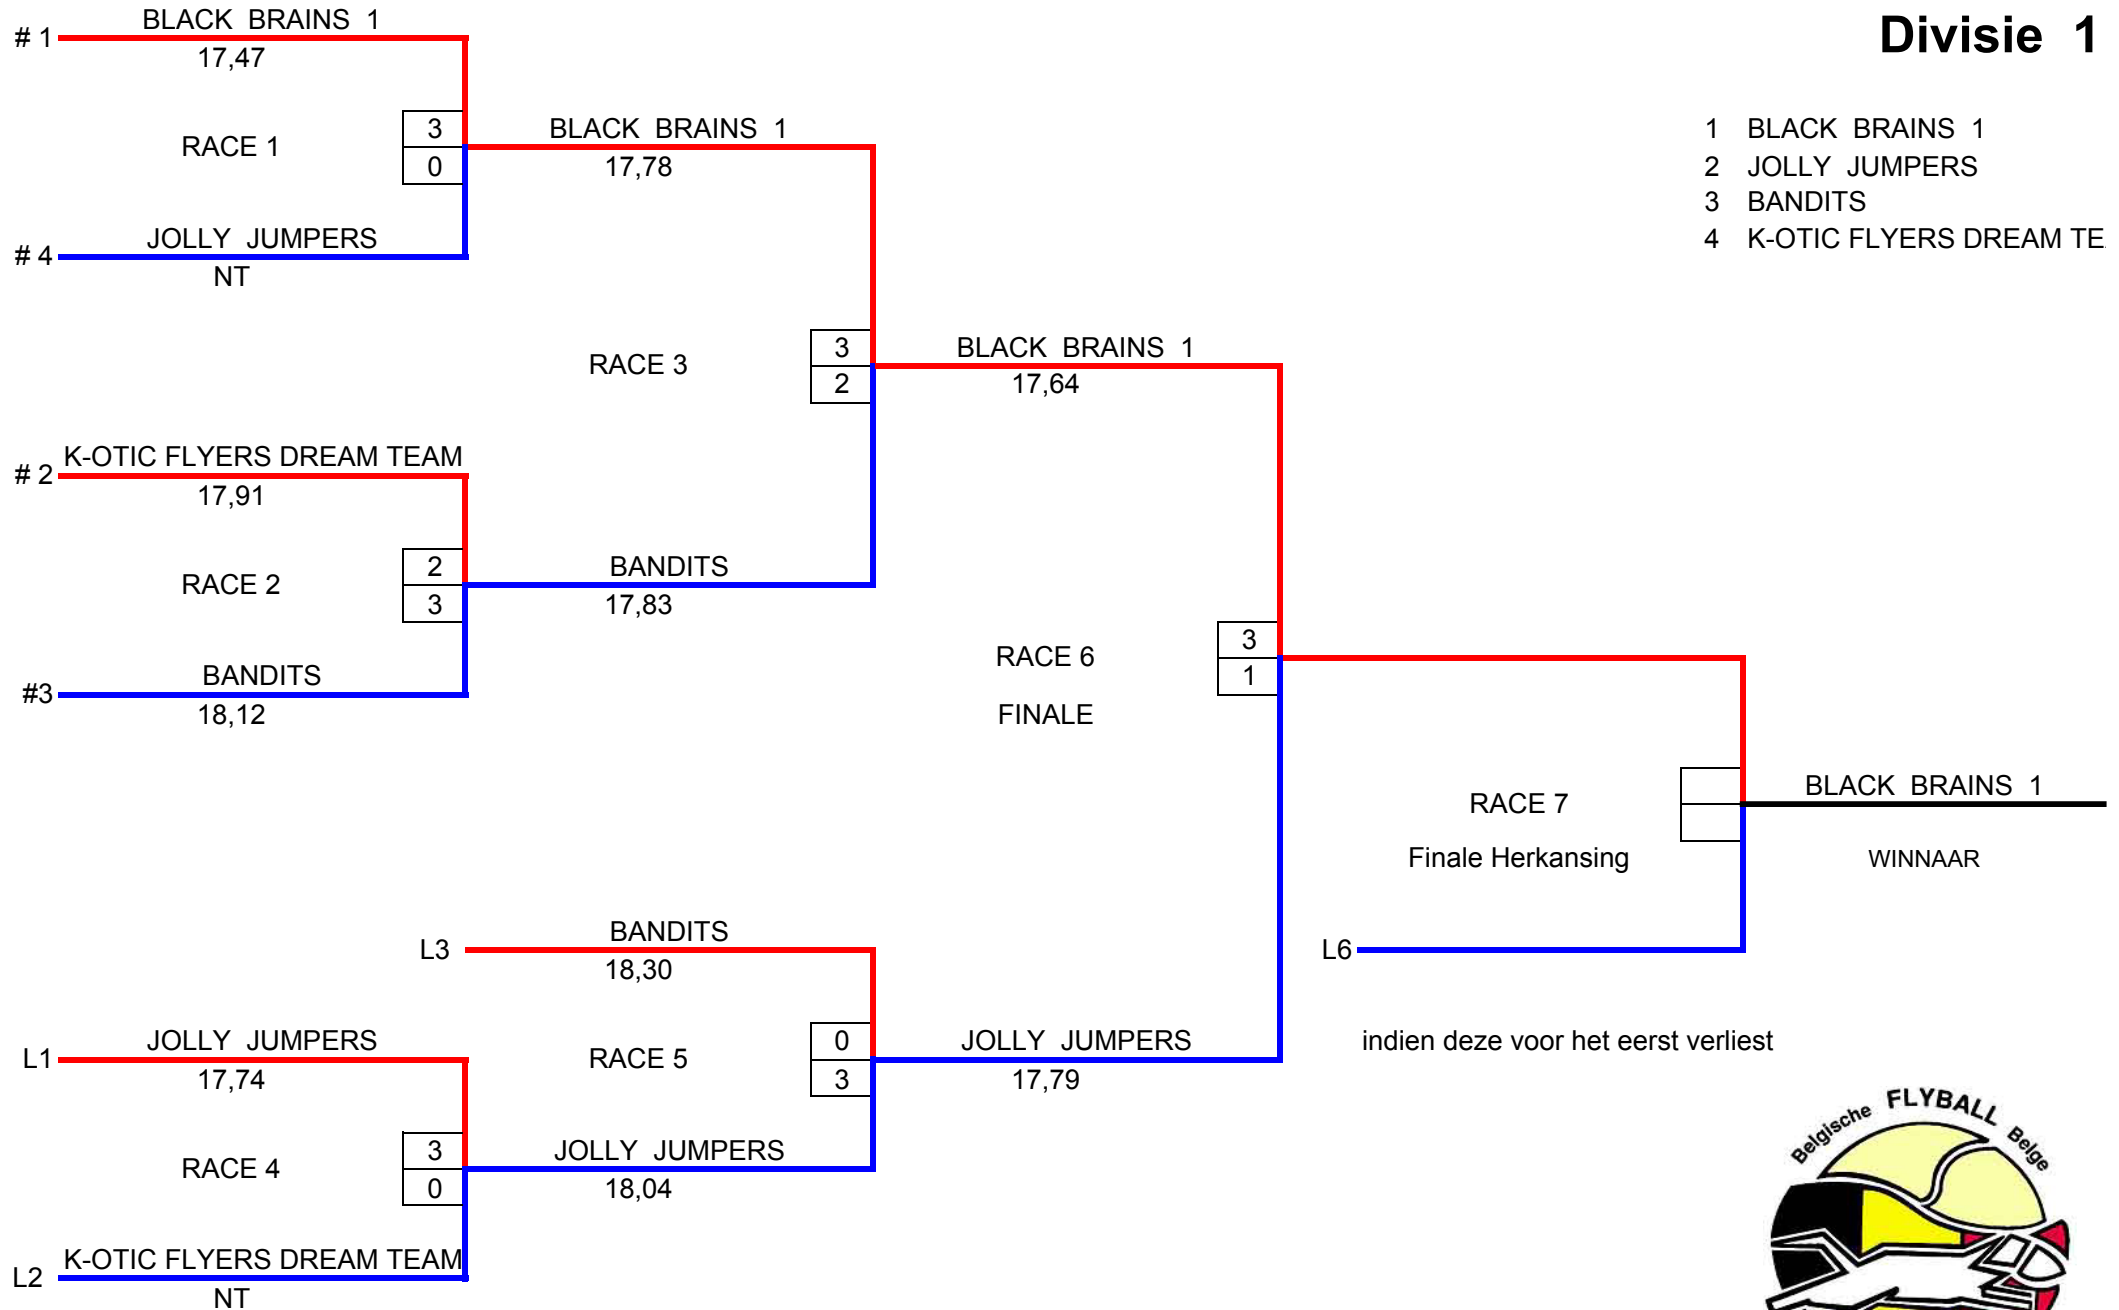 Divisie 1
1 BLACK BRAINS 1
2 JOLLY JUMPERS
3 BANDITS
4 K-OTIC FLYERS DREAM
# 1
BLACK BRAINS 1
17,47
RACE 1
3
0
# 4
JOLLY JUMPERS
NT
BLACK BRAINS 1
17,78
RACE 3
3
2
BLACK BRAINS 1
17,64
# 2
K-OTIC FLYERS DREAM TEAM
17,91
RACE 2
2
3
#3
BANDITS
18,12
BANDITS
17,83
RACE 6
FINALE
3
1
RACE 7
Finale Herkansing
BLACK BRAINS 1
WINNAAR
L6
indien deze voor het eerst verliest
L3
BANDITS
18,30
RACE 5
0
3
JOLLY JUMPERS
17,79
L1
JOLLY JUMPERS
17,74
RACE 4
3
0
JOLLY JUMPERS
18,04
L2
K-OTIC FLYERS DREAM TEAM
NT
Belgische FLYBALL Belge